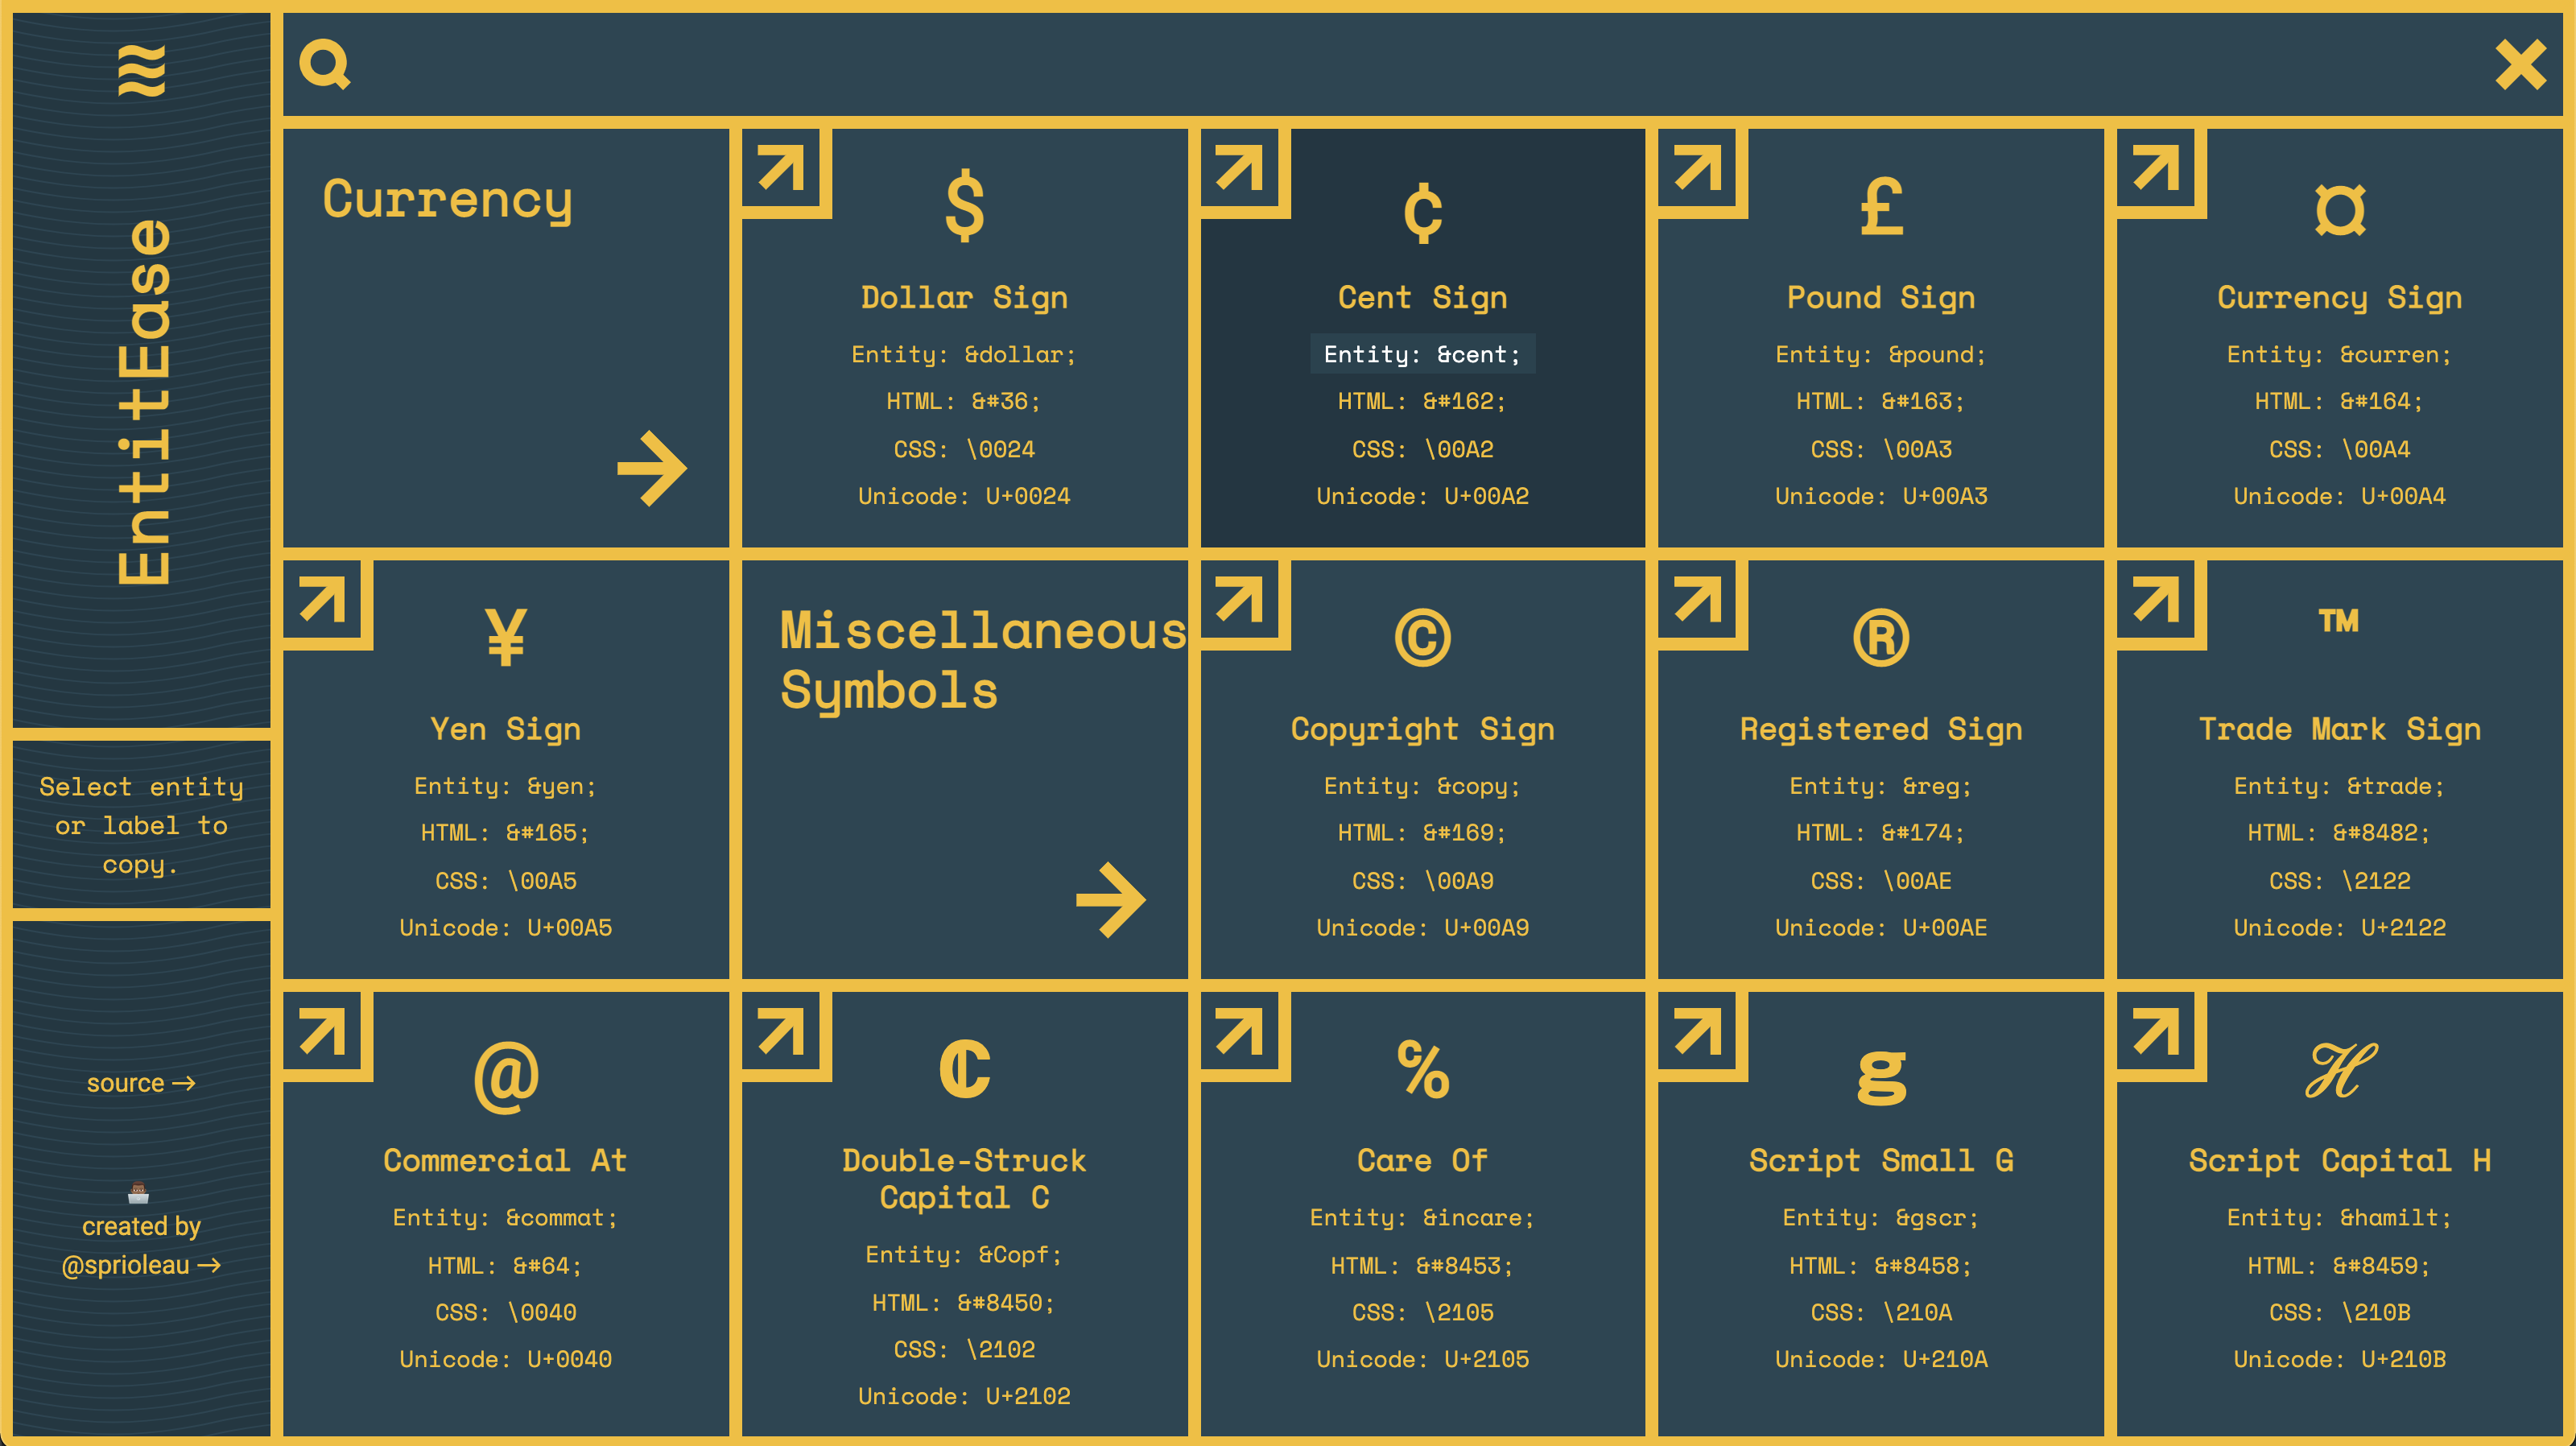 EntitEase
Select entity
or label to
copy.
source →
created by
@sprioleau →
Currency
→
$
Dollar Sign
Entity: &dollar;
HTML: &#36;
CSS: \0024
Unicode: U+0024
¢
Cent Sign
Entity: &cent;
HTML: &#162;
CSS: \00A2
Unicode: U+00A2
£
Pound Sign
Entity: &pound;
HTML: &#163;
CSS: \00A3
Unicode: U+00A3
¤
Currency Sign
Entity: &curren;
HTML: &#164;
CSS: \00A4
Unicode: U+00A4
¥
Yen Sign
Entity: &yen;
HTML: &#165;
CSS: \00A5
Unicode: U+00A5
Miscellaneous
Symbols
→
©
Copyright Sign
Entity: &copy;
HTML: &#169;
CSS: \00A9
Unicode: U+00A9
®
Registered Sign
Entity: &reg;
HTML: &#174;
CSS: \00AE
Unicode: U+00AE
™
Trade Mark Sign
Entity: &trade;
HTML: &#8482;
CSS: \2122
Unicode: U+2122
@
Commercial At
Entity: &commat;
HTML: &#64;
CSS: \0040
Unicode: U+0040
ℂ
Double-Struck
Capital C
Entity: &Copf;
HTML: &#8450;
CSS: \2102
Unicode: U+2102
℅
Care Of
Entity: &incare;
HTML: &#8453;
CSS: \2105
Unicode: U+2105
ℊ
Script Small G
Entity: &gscr;
HTML: &#8458;
CSS: \210A
Unicode: U+210A
ℋ
Script Capital H
Entity: &hamilt;
HTML: &#8459;
CSS: \210B
Unicode: U+210B